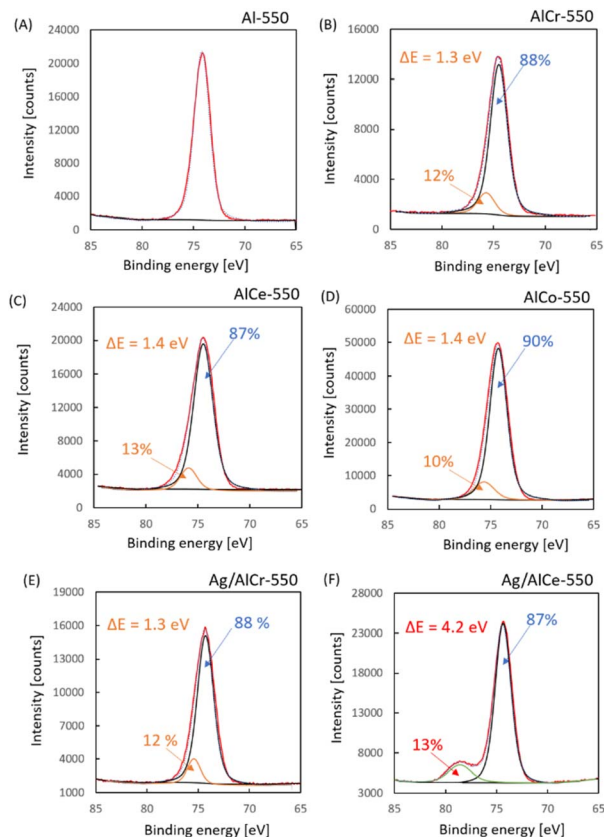 (A)
Al-550
24000
20000
16000
12000
8000
4000
0
85 80 75 70 65
Intensity [counts]
Binding energy [eV]
(B)
AlCr-550
ΔE = 1.3 eV
88%
12%
16000
12000
8000
4000
0
85 80 75 70 65
Intensity [counts]
Binding energy [eV]
(C)
AlCe-550
ΔE = 1.4 eV
87%
13%
24000
20000
16000
12000
8000
4000
0
85 80 75 70 65
Intensity [counts]
Binding energy [eV]
(D)
AlCo-550
ΔE = 1.4 eV
90%
10%
60000
50000
40000
30000
20000
10000
0
85 80 75 70 65
Intensity [counts]
Binding energy [eV]
(E)
Ag/AlCr-550
ΔE = 1.3 eV
88 %
12 %
19000
16000
13000
10000
7000
4000
1000
85 80 75 70 65
Intensity [counts]
Binding energy [eV]
(F)
Ag/AlCe-550
ΔE = 4.2 eV
87%
13%
28000
23000
18000
13000
8000
3000
85 80 75 70 65
Intensity [counts]
Binding energy [eV]